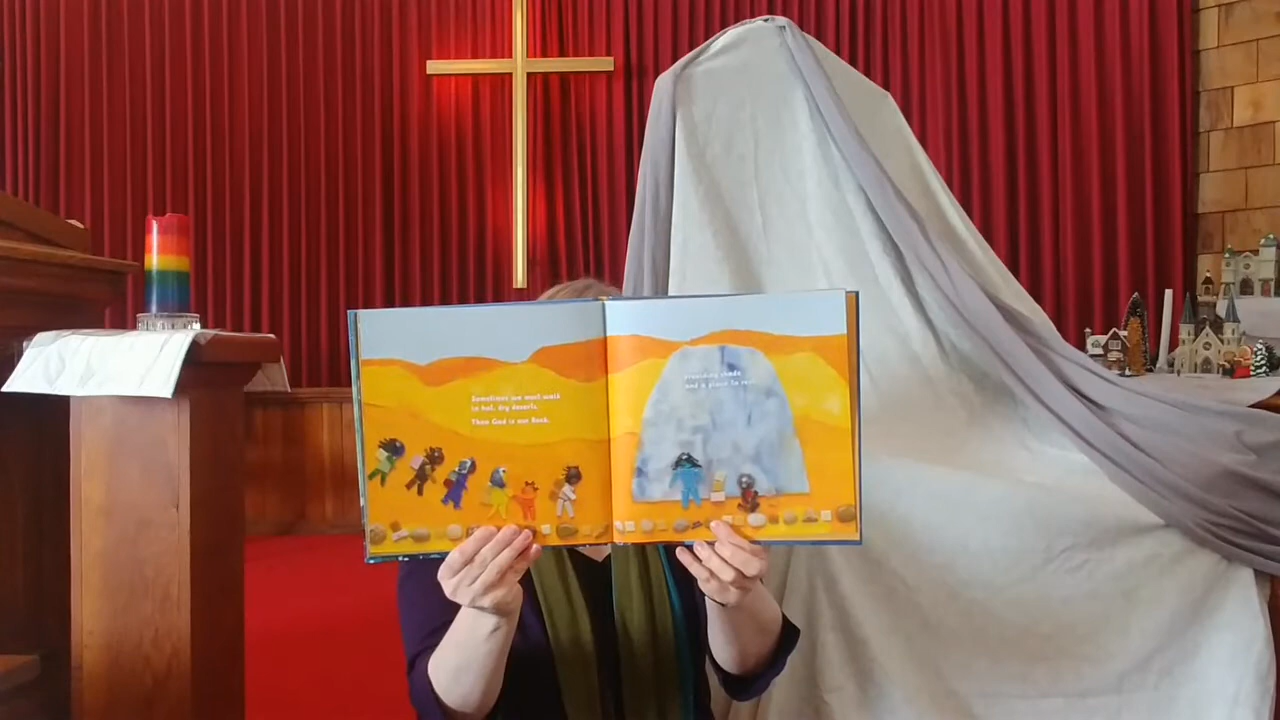 Sometimes we must walk
in hot, dry deserts.
Then God is our Rock,
providing shade
and a place to rest.